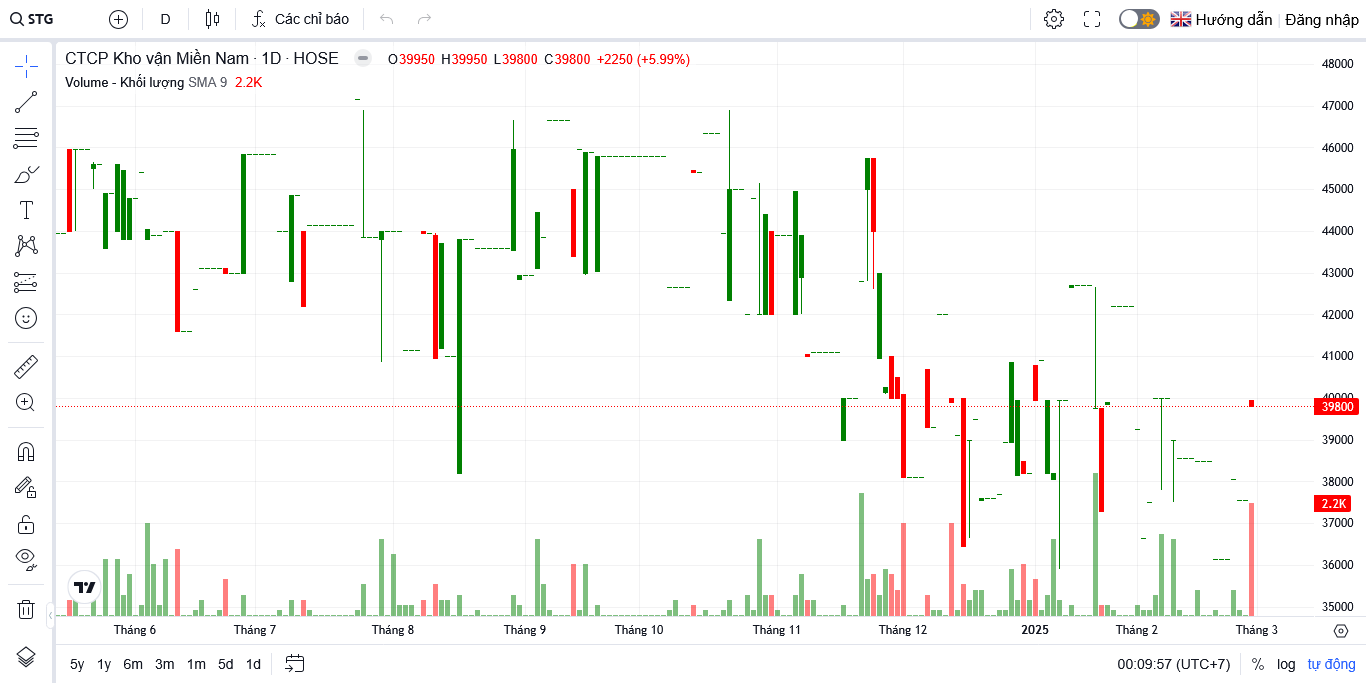 STG D Các chỉ báo Hướng dẫn Đăng nhập
CTCP Kho vận Miền Nam · 1D · HOSE O39950 H39950 L39800 C39800 +2250 (+5.99%)
Volume - Khối lượng SMA 9 2.2K
48000
47000
46000
45000
44000
43000
42000
41000
40000
39800
39000
38000
2.2K
37000
36000
35000
Tháng 6 Tháng 7 Tháng 8 Tháng 9 Tháng 10 Tháng 11 Tháng 12 2025 Tháng 2 Tháng 3
5y 1y 6m 3m 1m 5d 1d 00:09:57 (UTC+7) % log tự động